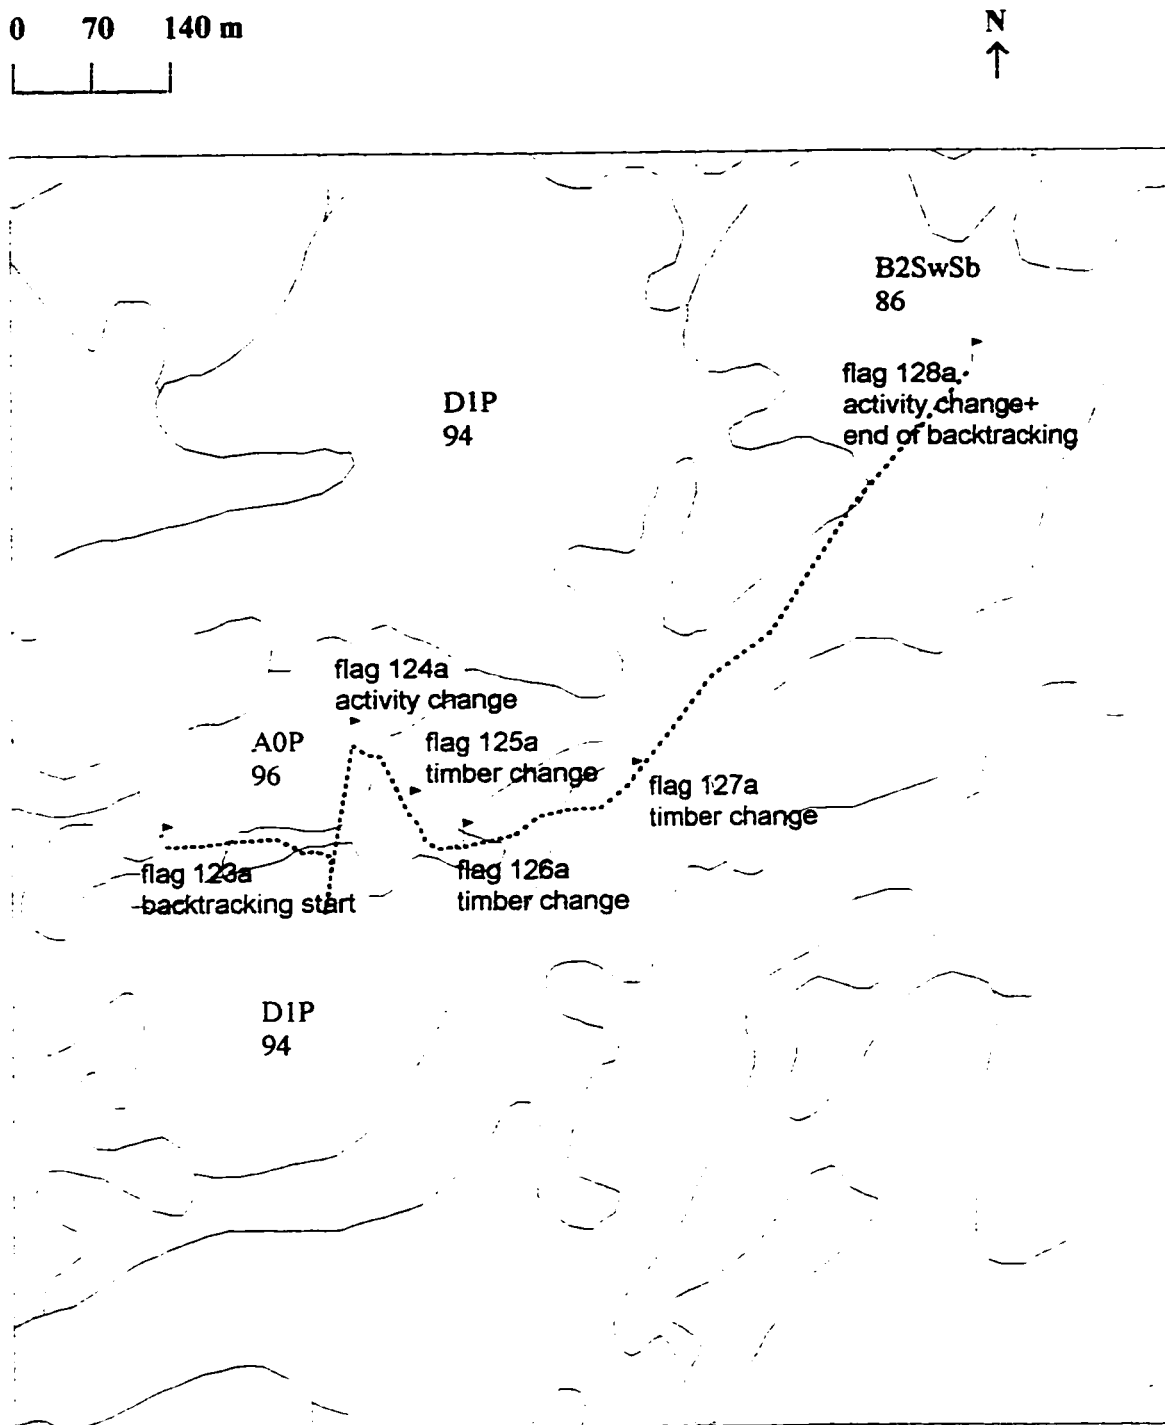 0 70 140 m
N
B2SwSb
86
flag 128a
activity change+
end of backtracking
D1P
94
flag 124a
activity change
A0P
96
flag 125a
timber change
flag 127a
timber change
flag 123a
backtracking start
flag 126a
timber change
D1P
94